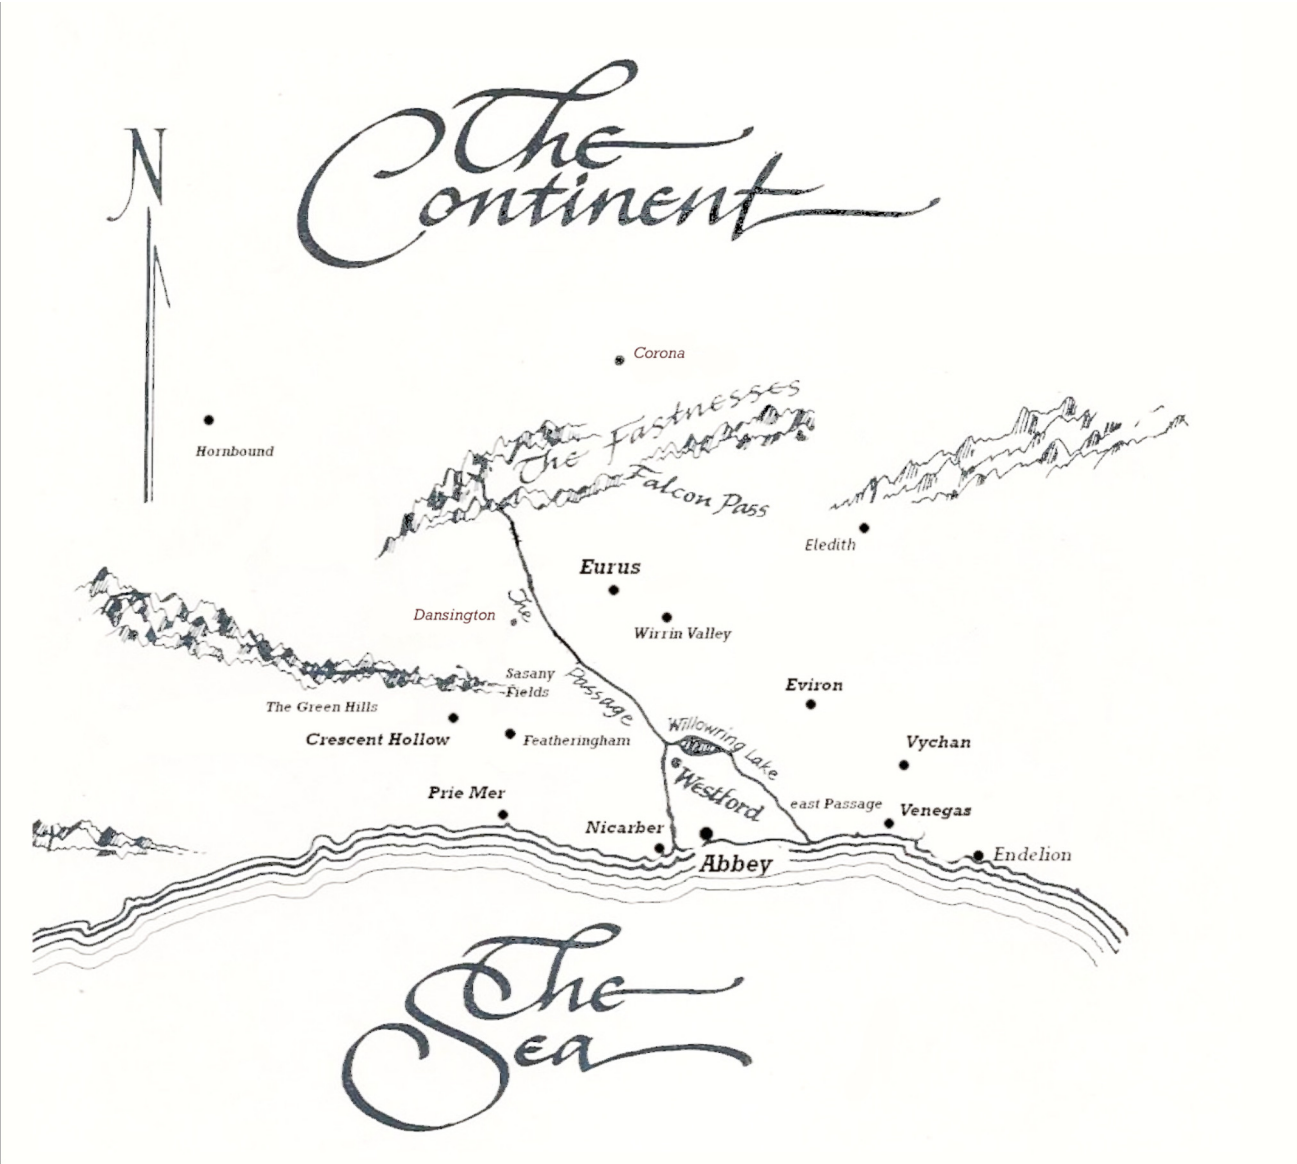 The
Continent
N
Corona
The Fastnesses
Hornbound
Falcon Pass
Eledith
Eurus
Dansington
The
Passage
Wirrin Valley
Sasany
Fields
The Green Hills
Eviron
Crescent Hollow
Featheringham
Willowring Lake
Vychan
Westford
Prie Mer
east Passage
Venegas
Nicarber
Abbey
Endelion
The
Sea